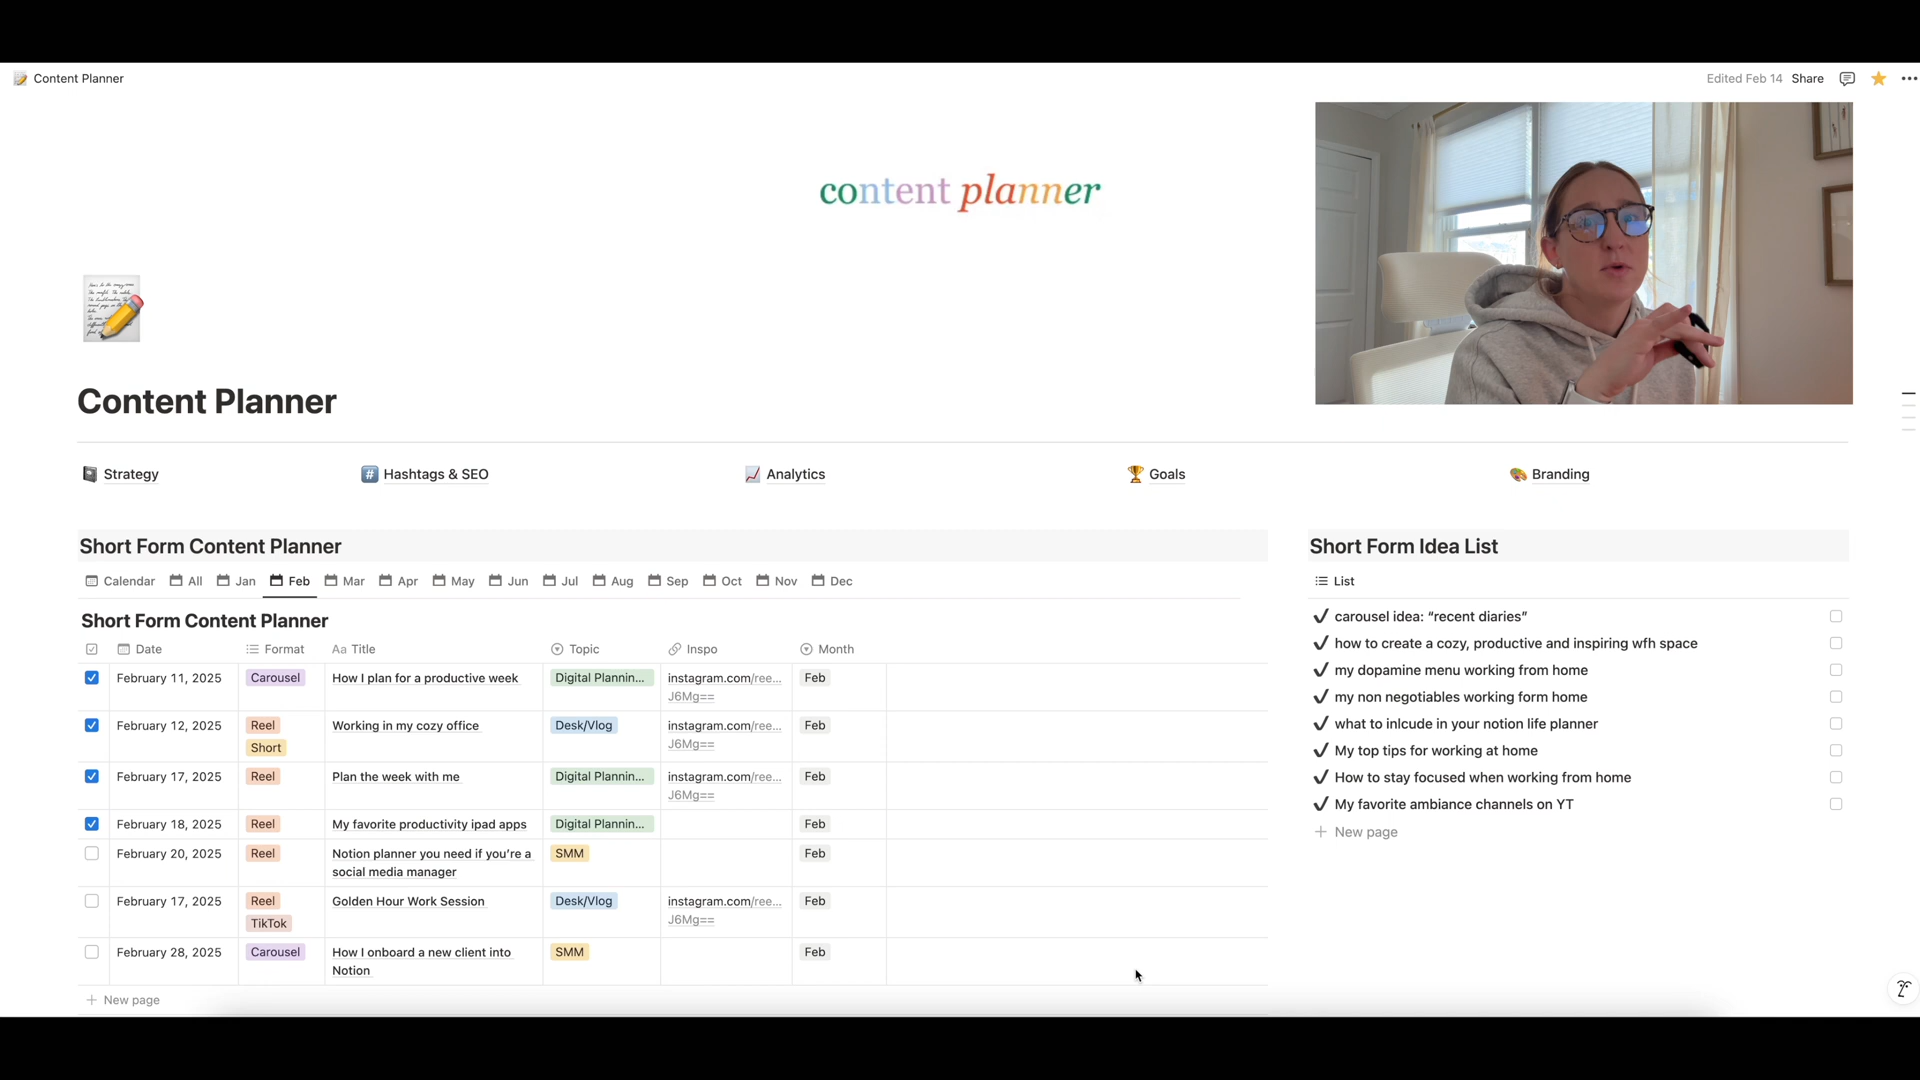 Content Planner
Edited Feb 14 Share
content planner
Content Planner
Strategy
# Hashtags & SEO
Analytics
Goals
Branding
Short Form Content Planner
Calendar All Jan Feb Mar Apr May Jun Jul Aug Sep Oct Nov Dec
Short Form Content Planner
Date Format Aa Title Topic Inspo Month
February 11, 2025 Carousel How I plan for a productive week Digital Plannin... instagram.com/ree... Feb
J6Mg==
February 12, 2025 Reel Working in my cozy office Desk/Vlog instagram.com/ree... Feb
Short J6Mg==
February 17, 2025 Reel Plan the week with me Digital Plannin... instagram.com/ree... Feb
J6Mg==
February 18, 2025 Reel My favorite productivity ipad apps Digital Plannin... Feb
February 20, 2025 Reel Notion planner you need if you're a SMM Feb
social media manager
February 17, 2025 Reel Golden Hour Work Session Desk/Vlog instagram.com/ree... Feb
TikTok J6Mg==
February 28, 2025 Carousel How I onboard a new client into SMM Feb
Notion
+ New page
Short Form Idea List
List
carousel idea: “recent diaries”
how to create a cozy, productive and inspiring wfh space
my dopamine menu working from home
my non negotiables working form home
what to inlcude in your notion life planner
My top tips for working at home
How to stay focused when working from home
My favorite ambiance channels on YT
+ New page